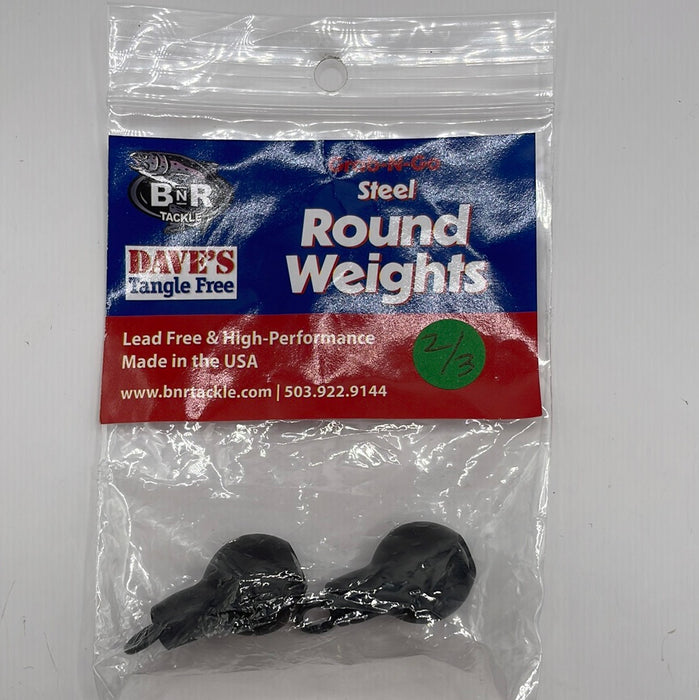 BNR
TACKLE
DAVE'S
Tangle Free
Grab-N-Go
Steel
Round
Weights
Lead Free & High-Performance
Made in the USA
www.bnrtackle.com | 503.922.9144
2/3